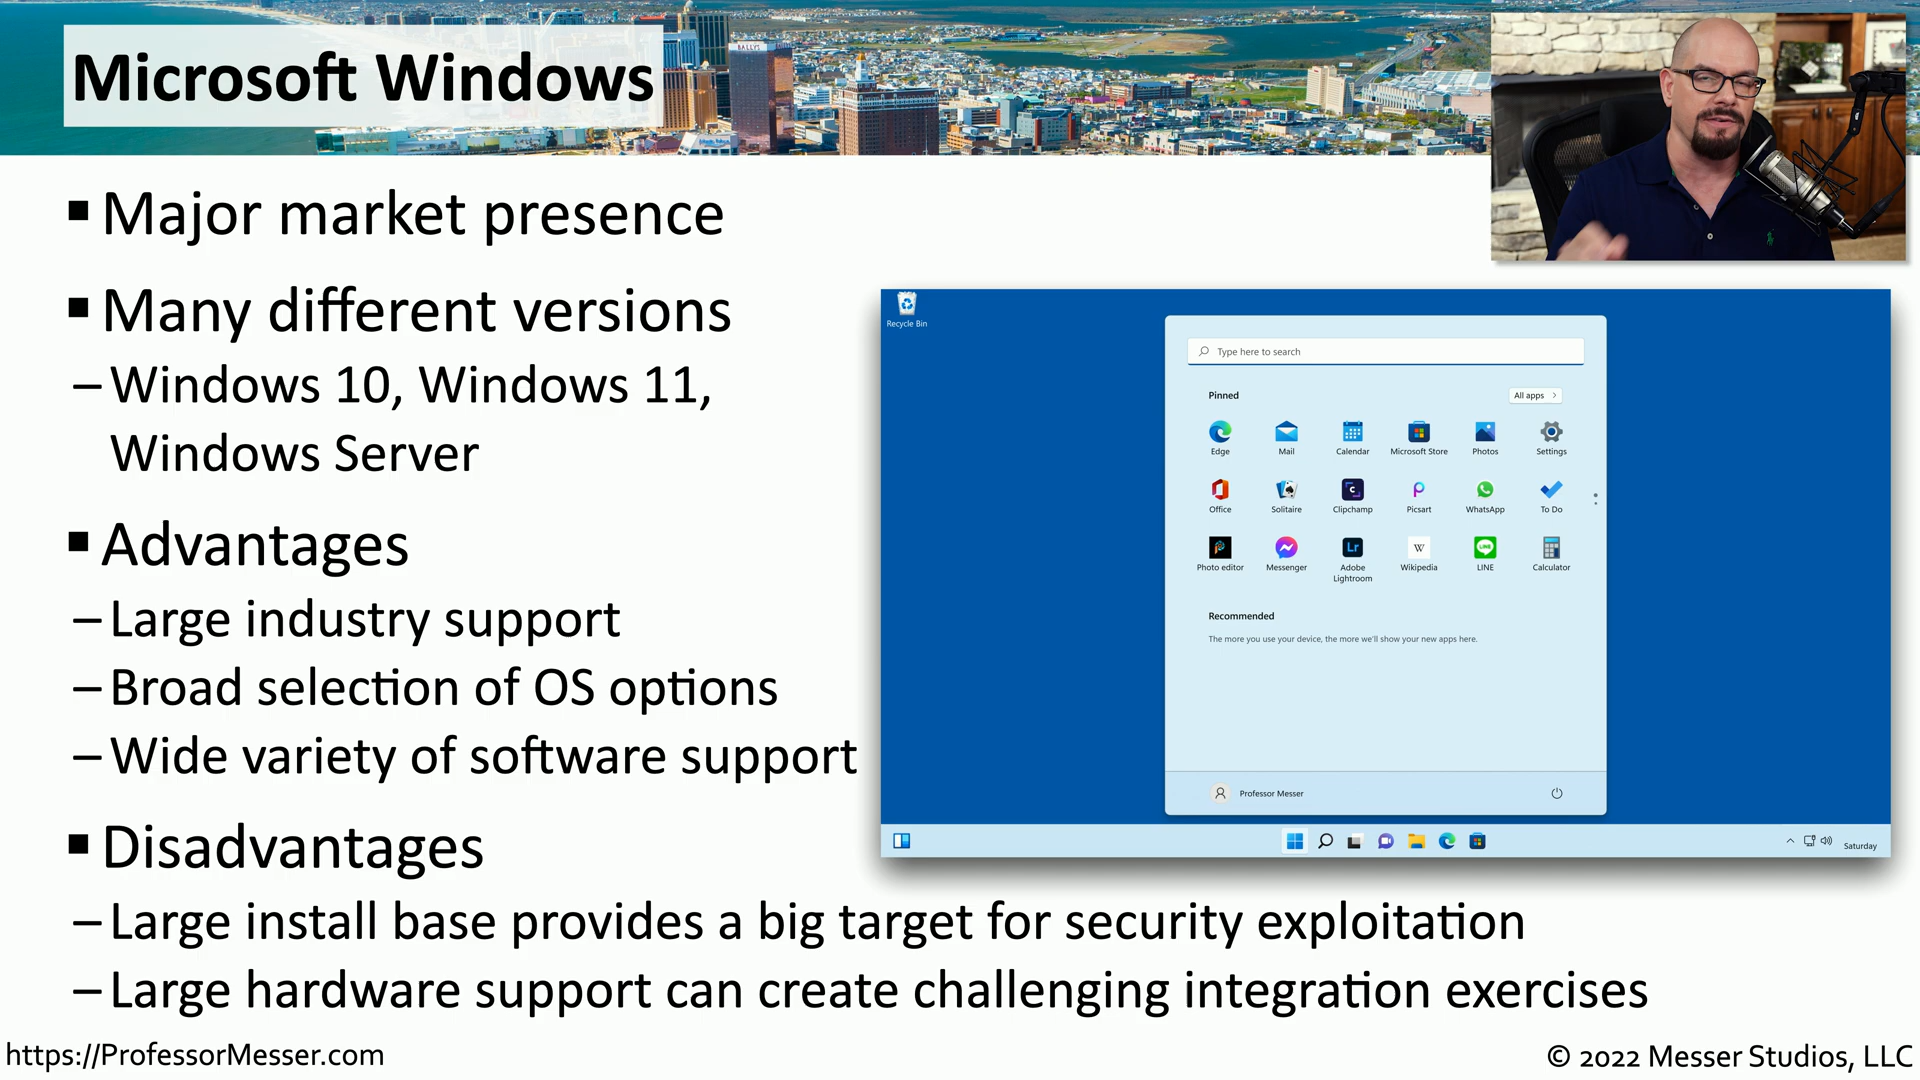 Microsoft Windows
BALLY'S
▪ Major market presence
▪ Many different versions
– Windows 10, Windows 11,
Windows Server
▪ Advantages
– Large industry support
– Broad selection of OS options
– Wide variety of software support
▪ Disadvantages
– Large install base provides a big target for security exploitation
– Large hardware support can create challenging integration exercises
Recycle Bin
Type here to search
Pinned
All apps
Edge Mail Calendar Microsoft Store Photos Settings
Office Solitaire Clipchamp Picsart WhatsApp To Do
Lr
W
LINE
Photo editor Messenger Adobe Lightroom Wikipedia LINE Calculator
Recommended
The more you use your device, the more we'll show your new apps here.
Professor Messer
Saturday
https://ProfessorMesser.com
© 2022 Messer Studios, LLC